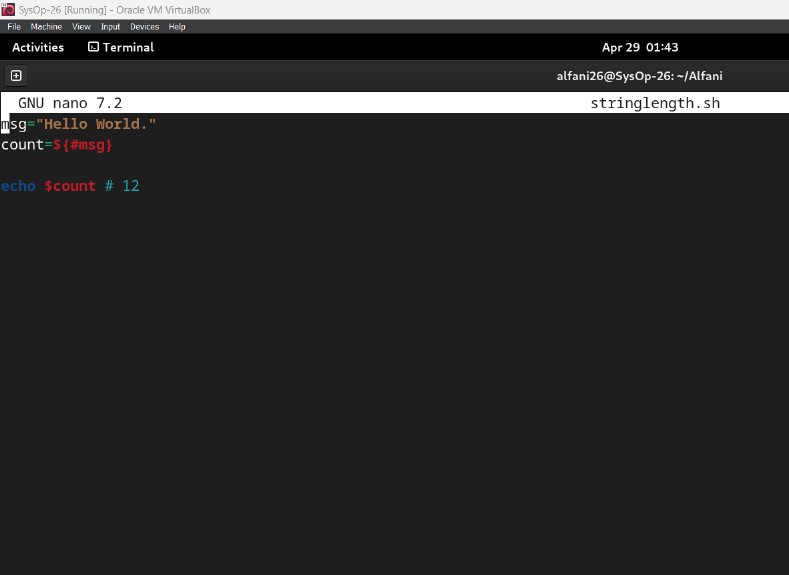 SysOp-26 [Running] - Oracle VM VirtualBox
File Machine View Input Devices Help
Activities Terminal Apr 29 01:43
alfani26@SysOp-26: ~/Alfani
GNU nano 7.2 stringlength.sh
msg="Hello World."
count=${#msg}
echo $count # 12